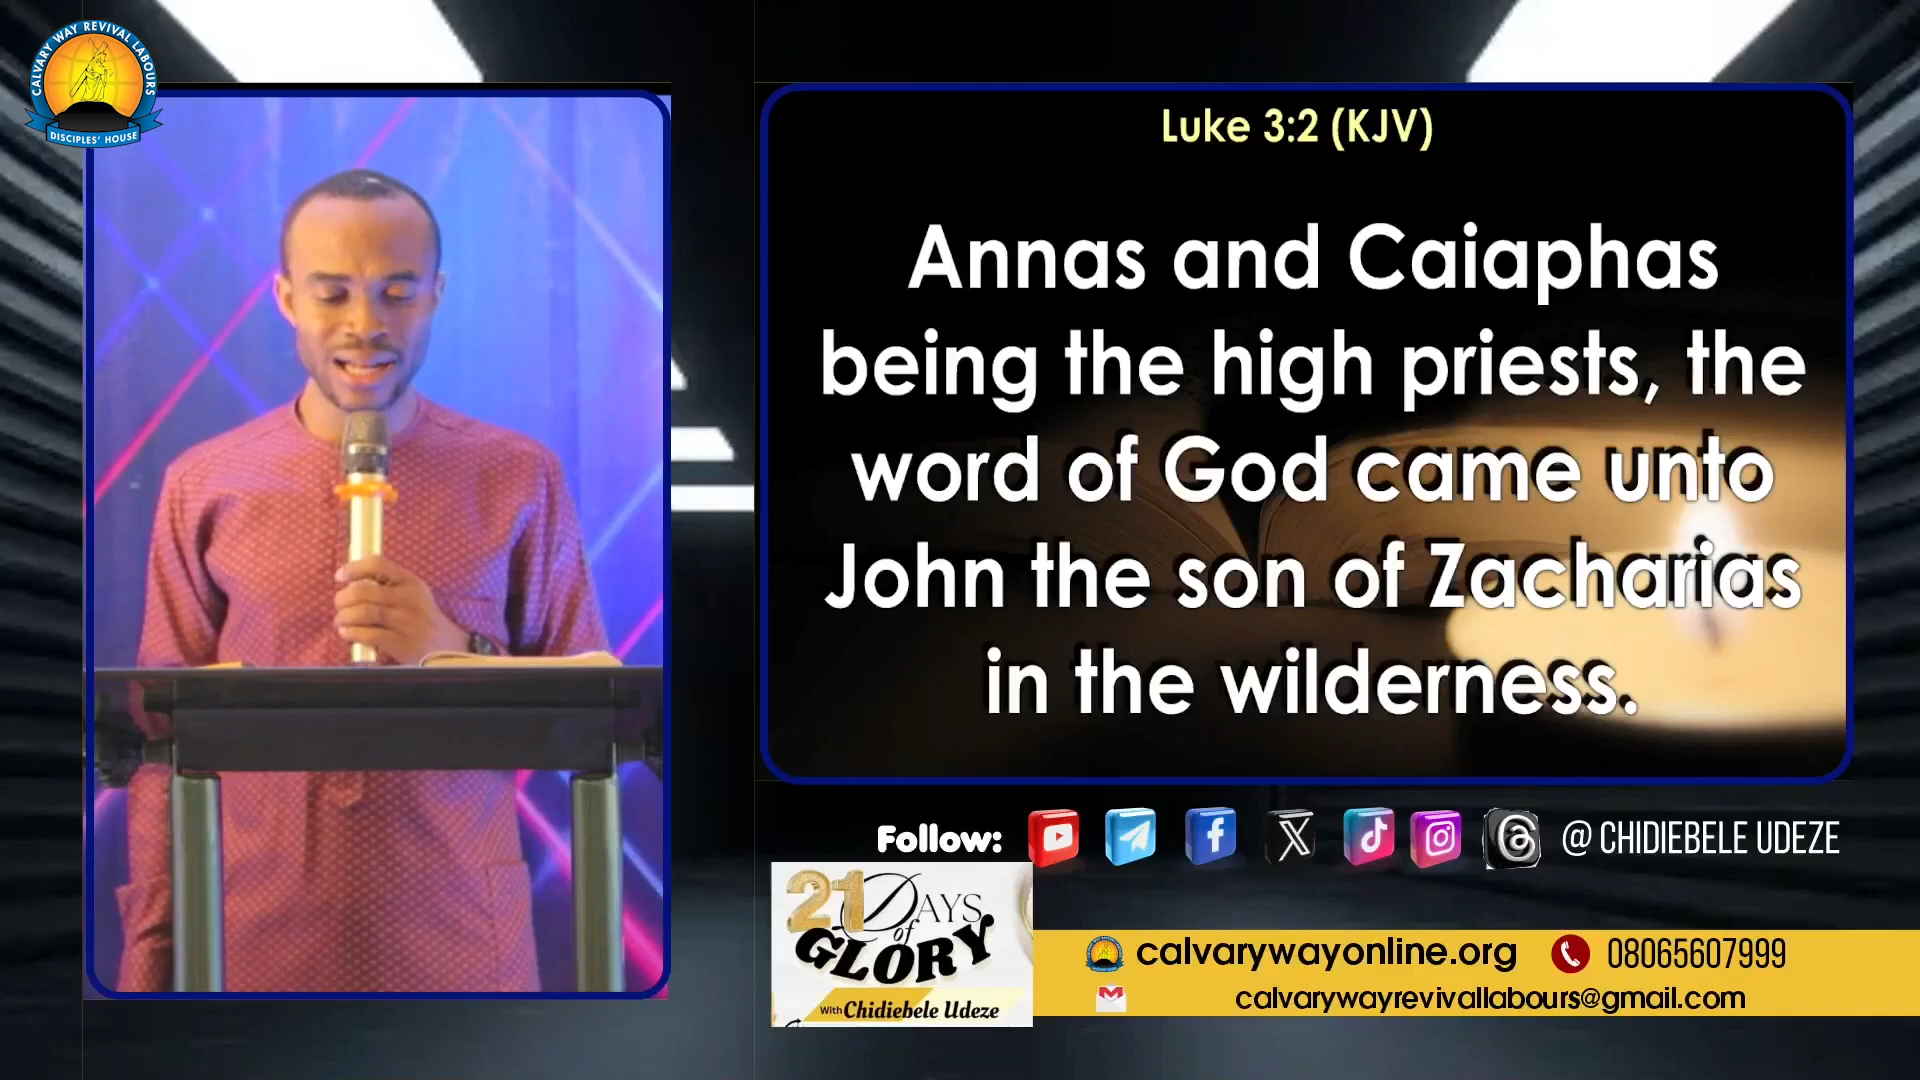 CALVARY WAY REVIVAL LABOURS
DISCIPLES' HOUSE
Luke 3:2 (KJV)
Annas and Caiaphas
being the high priests, the
word of God came unto
John the son of Zacharias
in the wilderness.
Follow:
@ CHIDIEBELE UDEZE
21 DAYS
of
GLORY
With Chidiebele Udeze
calvarywayonline.org
08065607999
calvarywayrevivallabours@gmail.com